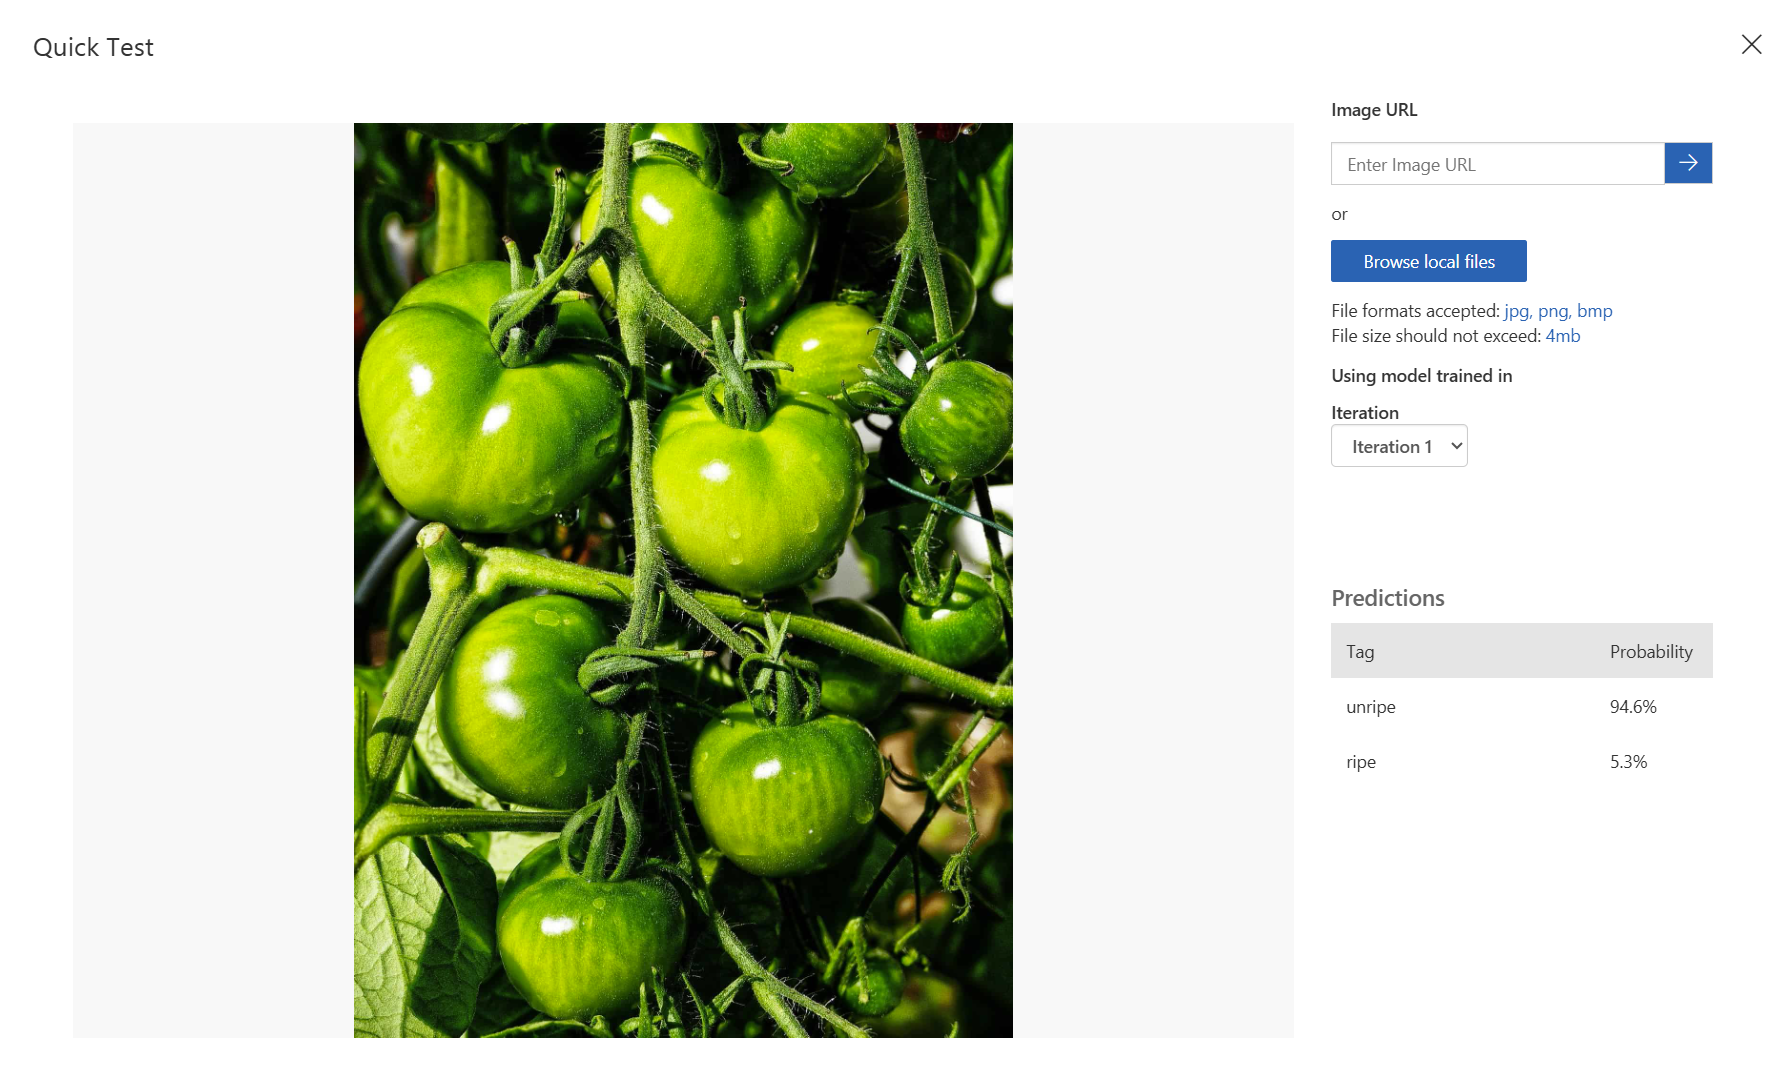 Quick Test
Image URL
Enter Image URL
or
Browse local files
File formats accepted: jpg, png, bmp
File size should not exceed: 4mb
Using model trained in
Iteration
Iteration 1
Predictions
Tag Probability
unripe 94.6%
ripe 5.3%